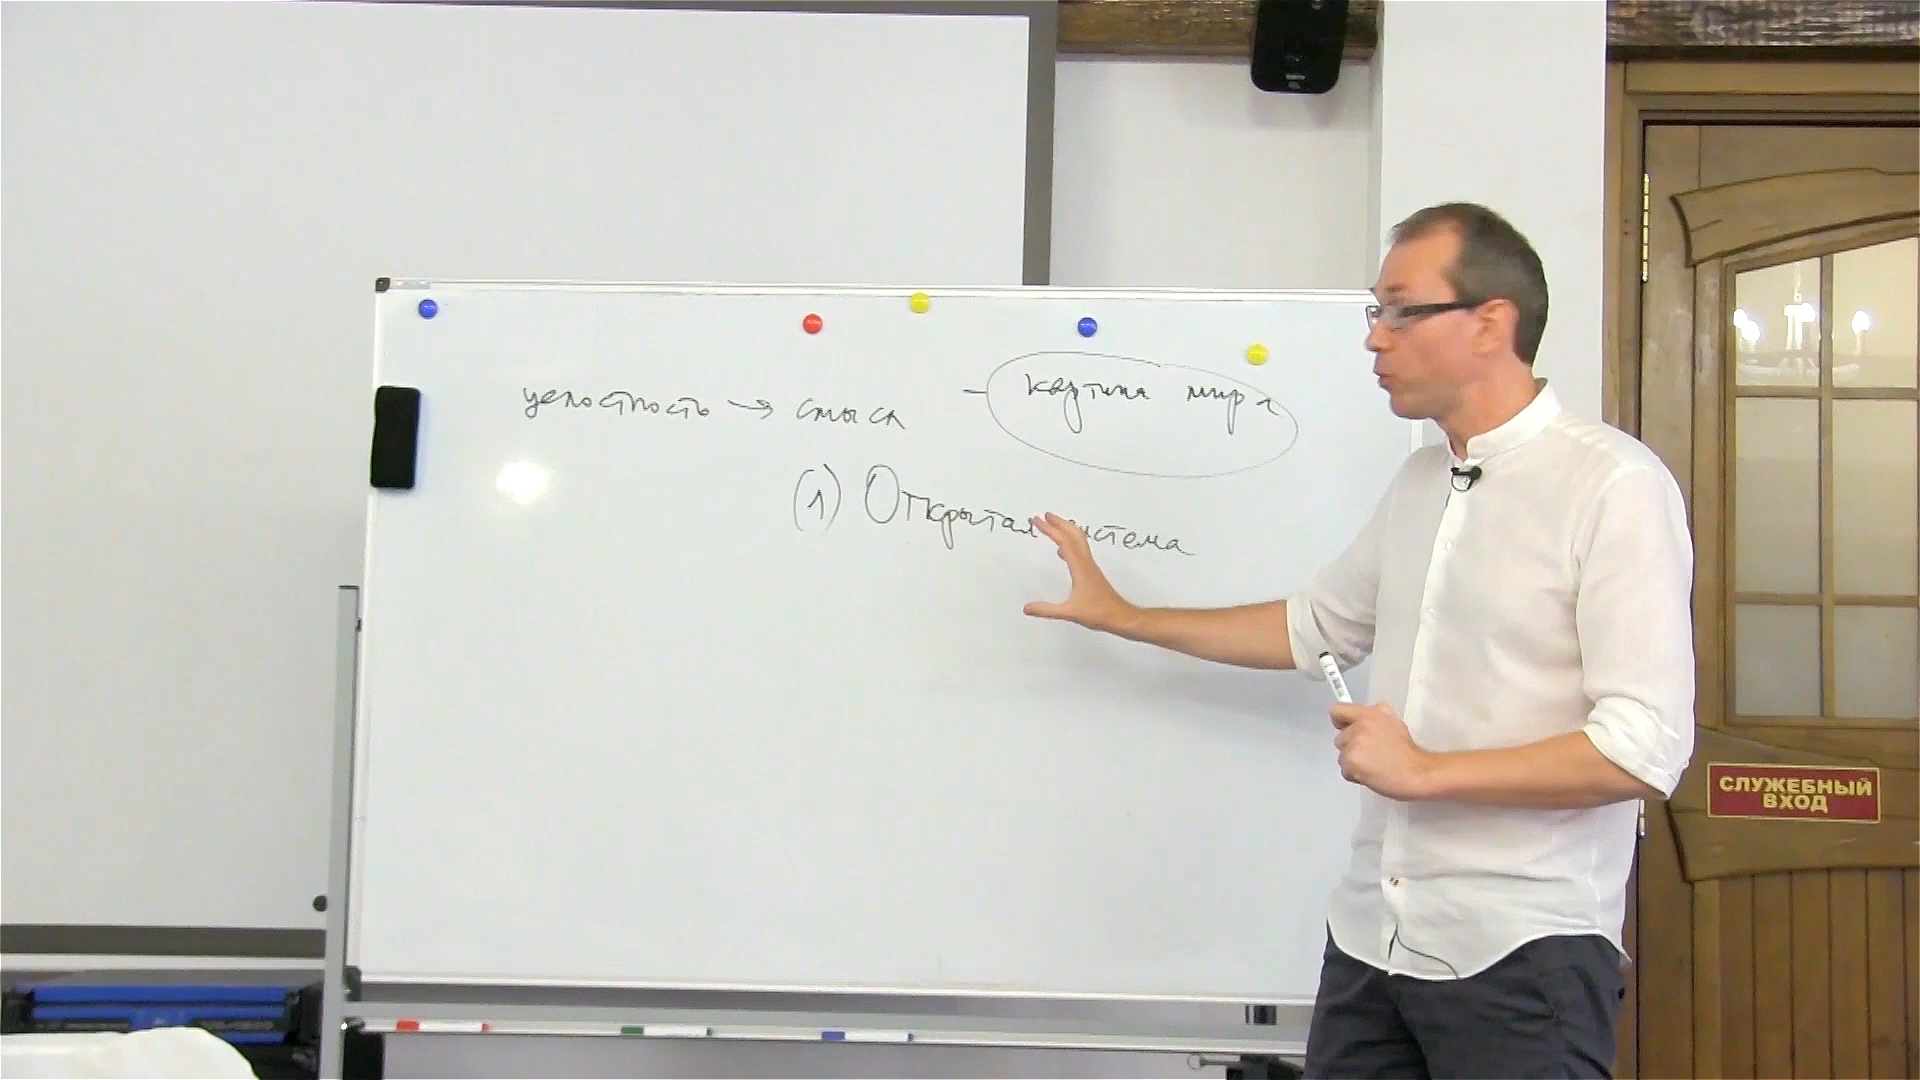 целостность → смысл - картина мира
(1) Открытая система
СЛУЖЕБНЫЙ
ВХОД